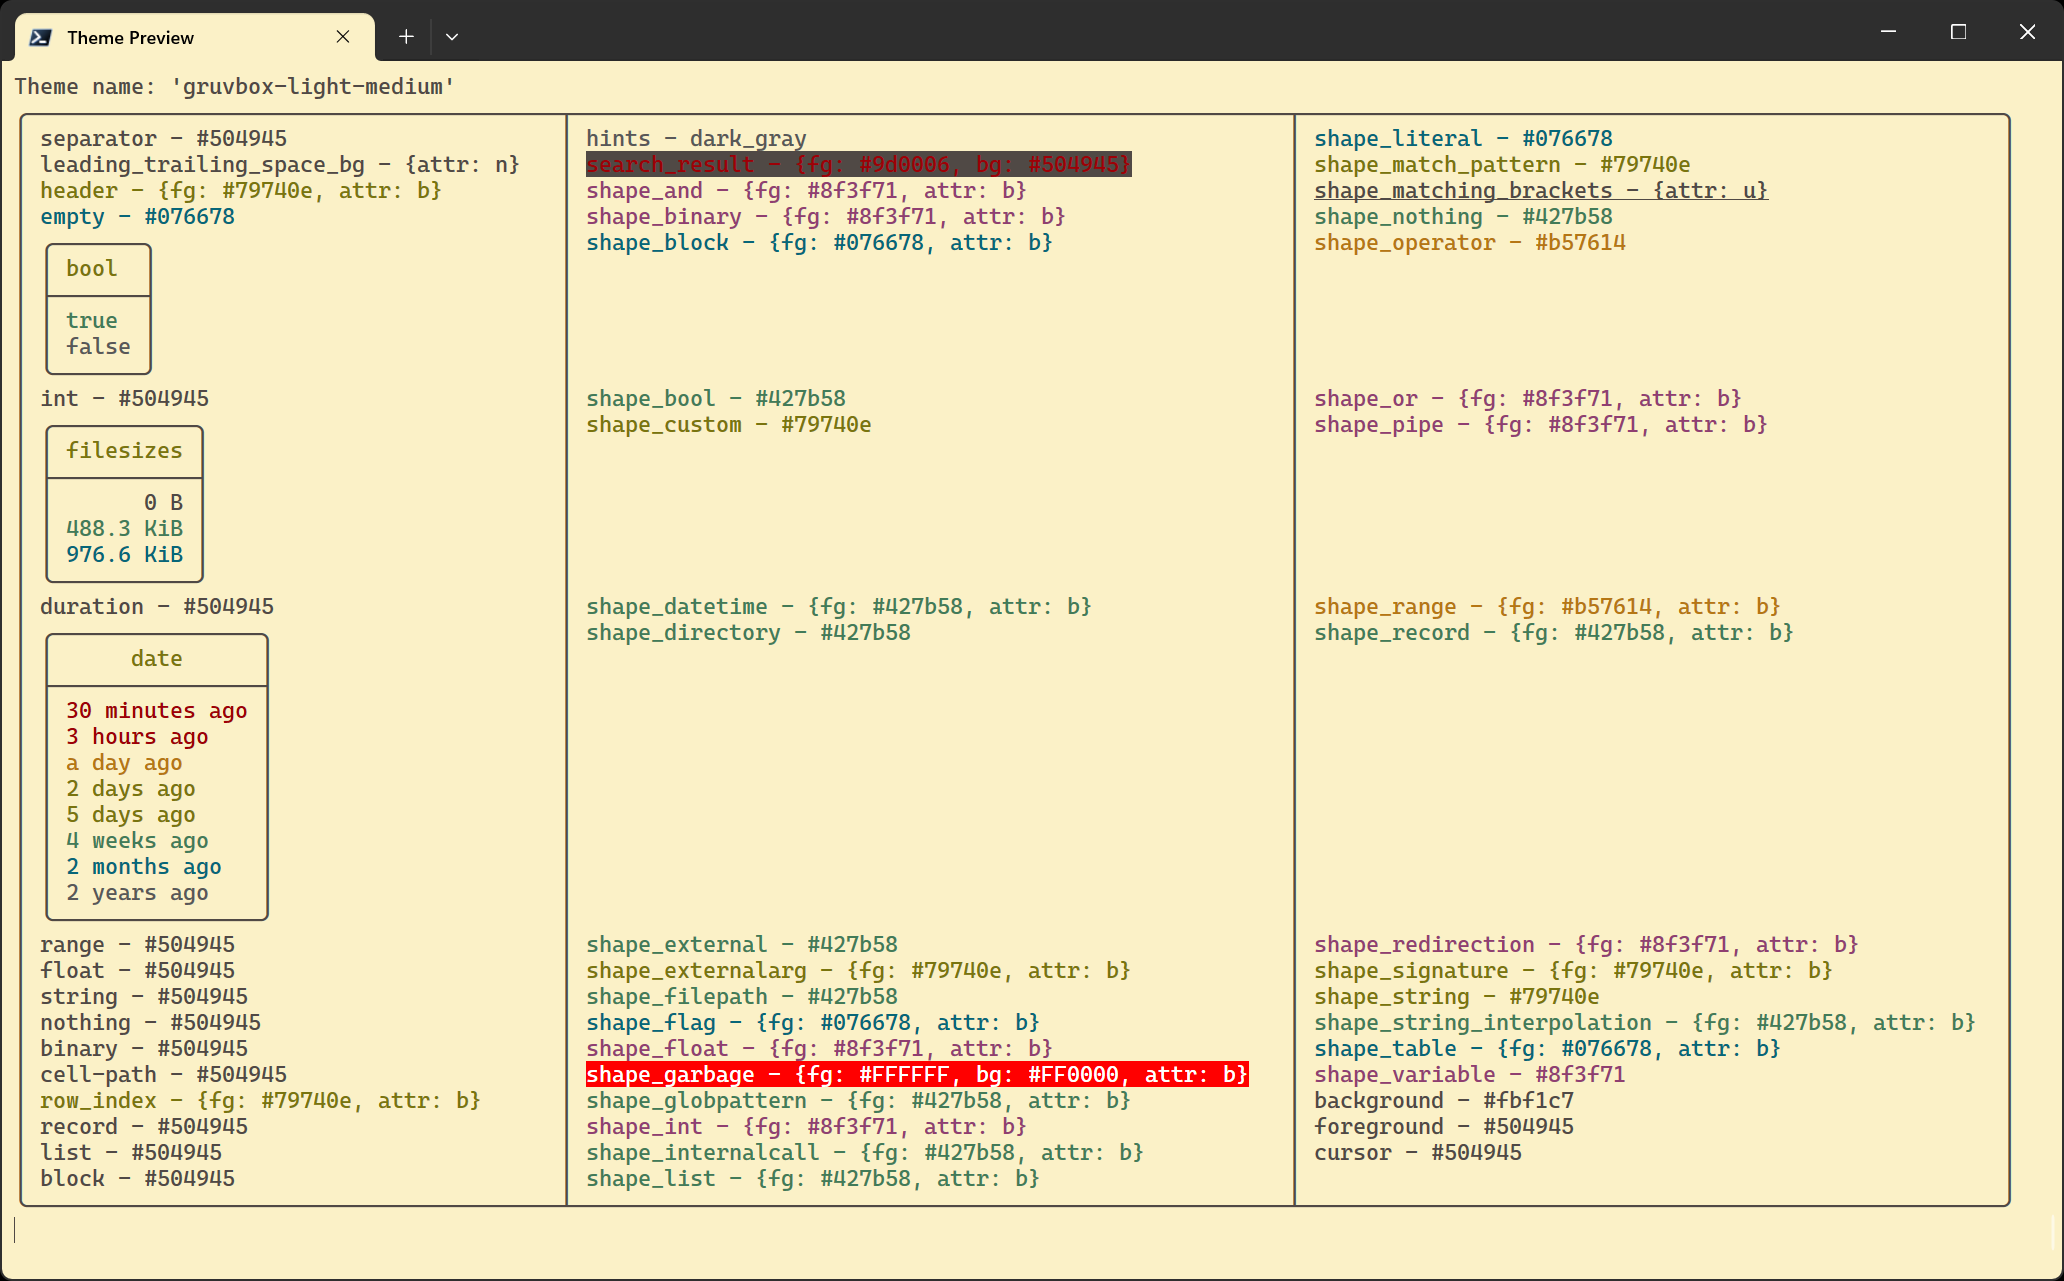 Theme Preview
Theme name: 'gruvbox-light-medium'
separator - #504945
leading_trailing_space_bg - {attr: n}
header - {fg: #79740e, attr: b}
empty - #076678
bool
true
false
int - #504945
filesizes
0 B
488.3 KiB
976.6 KiB
duration - #504945
date
30 minutes ago
3 hours ago
a day ago
2 days ago
5 days ago
4 weeks ago
2 months ago
2 years ago
range - #504945
float - #504945
string - #504945
nothing - #504945
binary - #504945
cell-path - #504945
row_index - {fg: #79740e, attr: b}
record - #504945
list - #504945
block - #504945
hints - dark_gray
search_result - {fg: #9d0006, bg: #504945}
shape_and - {fg: #8f3f71, attr: b}
shape_binary - {fg: #8f3f71, attr: b}
shape_block - {fg: #076678, attr: b}
shape_bool - #427b58
shape_custom - #79740e
shape_datetime - {fg: #427b58, attr: b}
shape_directory - #427b58
shape_external - #427b58
shape_externalarg - {fg: #79740e, attr: b}
shape_filepath - #427b58
shape_flag - {fg: #076678, attr: b}
shape_float - {fg: #8f3f71, attr: b}
shape_garbage - {fg: #FFFFFF, bg: #FF0000, attr: b}
shape_globpattern - {fg: #427b58, attr: b}
shape_int - {fg: #8f3f71, attr: b}
shape_internalcall - {fg: #427b58, attr: b}
shape_list - {fg: #427b58, attr: b}
shape_literal - #076678
shape_match_pattern - #79740e
shape_matching_brackets - {attr: u}
shape_nothing - #427b58
shape_operator - #b57614
shape_or - {fg: #8f3f71, attr: b}
shape_pipe - {fg: #8f3f71, attr: b}
shape_range - {fg: #b57614, attr: b}
shape_record - {fg: #427b58, attr: b}
shape_redirection - {fg: #8f3f71, attr: b}
shape_signature - {fg: #79740e, attr: b}
shape_string - #79740e
shape_string_interpolation - {fg: #427b58, attr: b}
shape_table - {fg: #076678, attr: b}
shape_variable - #8f3f71
background - #fbf1c7
foreground - #504945
cursor - #504945